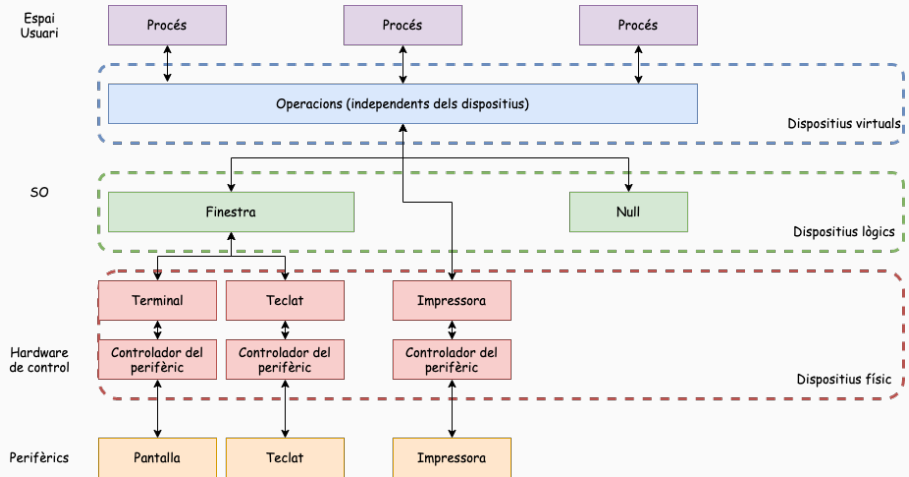 Espai
Usuari
Procés
Procés
Procés
Operacions (independents dels dispositius)
Dispositius virtuals
SO
Finestra
Null
Dispositius lògics
Terminal
Teclat
Impressora
Hardware
de control
Controlador del
perifèric
Controlador del
perifèric
Controlador del
perifèric
Dispositius físic
Perifèrics
Pantalla
Teclat
Impressora